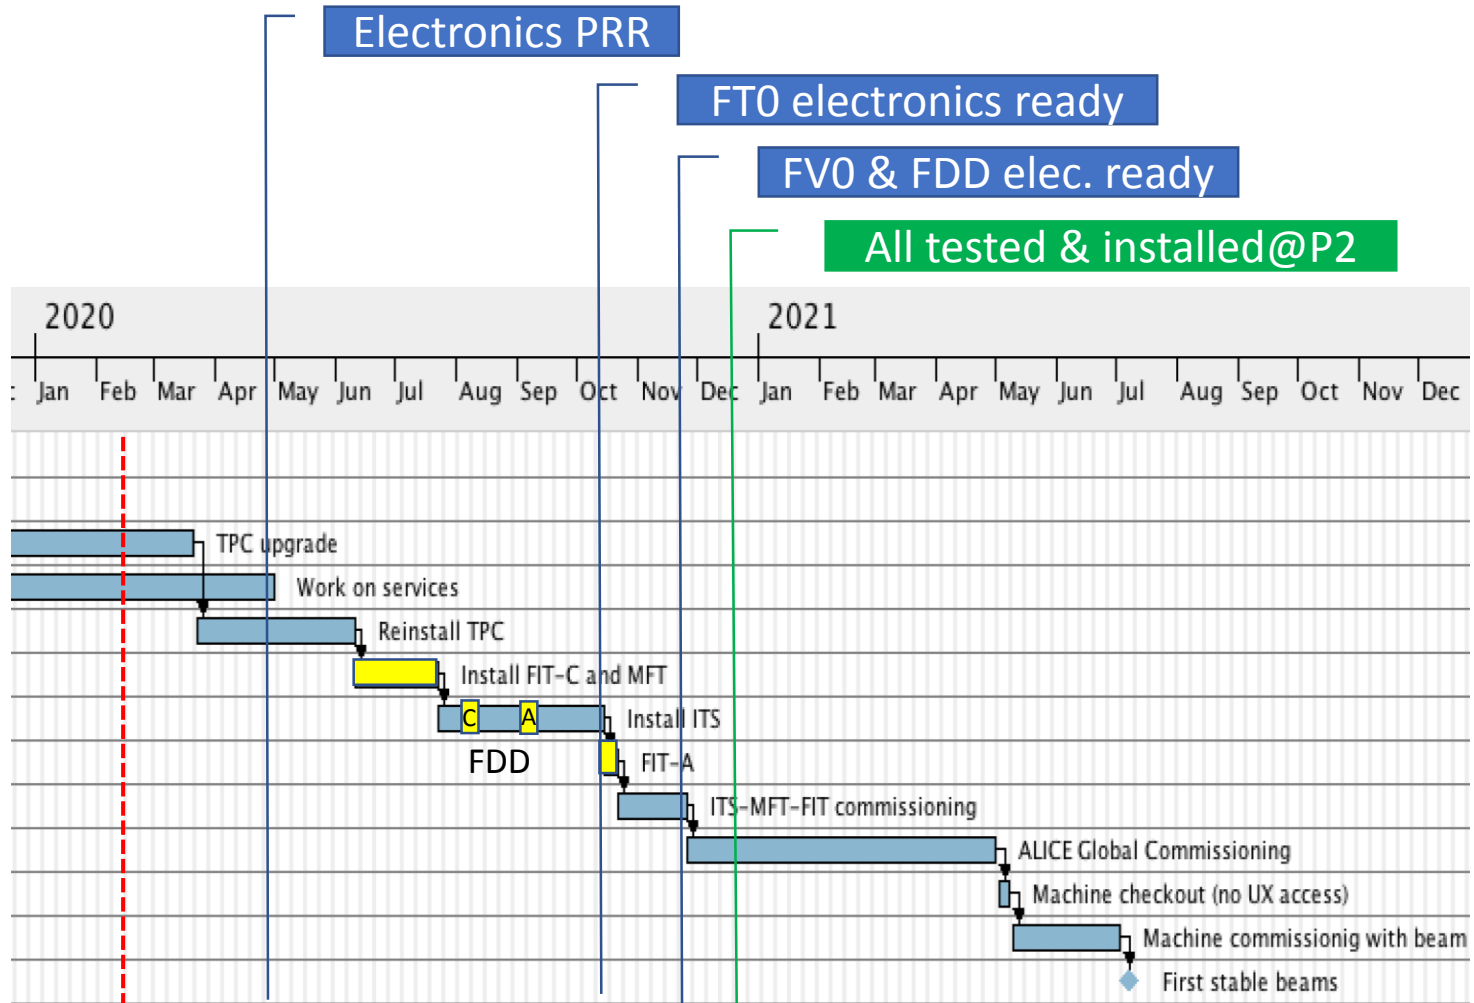 Electronics PRR
FT0 electronics ready
FV0 & FDD elec. ready
All tested & installed@P2
2020 2021
Jan Feb Mar Apr May Jun Jul Aug Sep Oct Nov Dec Jan Feb Mar Apr May Jun Jul Aug Sep Oct Nov Dec
TPC upgrade
Work on services
Reinstall TPC
Install FIT-C and MFT
C A Install ITS
FDD FIT-A
ITS-MFT-FIT commissioning
ALICE Global Commissioning
Machine checkout (no UX access)
Machine commissionig with beam
First stable beams